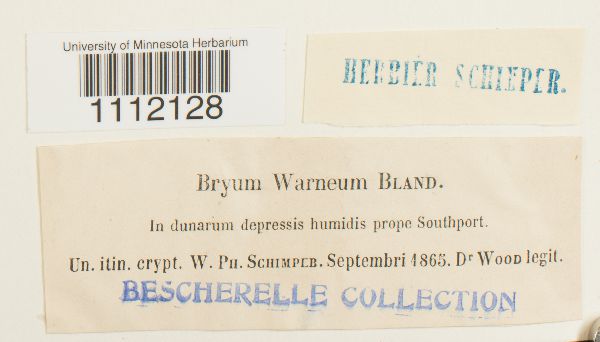 University of Minnesota Herbarium
1112128
HERBIER SCHIEPER.
Bryum Warneum BLAND.
In dunarum depressis humidis prope Southport.
Un. itin. crypt. W. PH. SCHIMPER. Septembri 1865. Dr WOOD legit.
BESCHERELLE COLLECTION